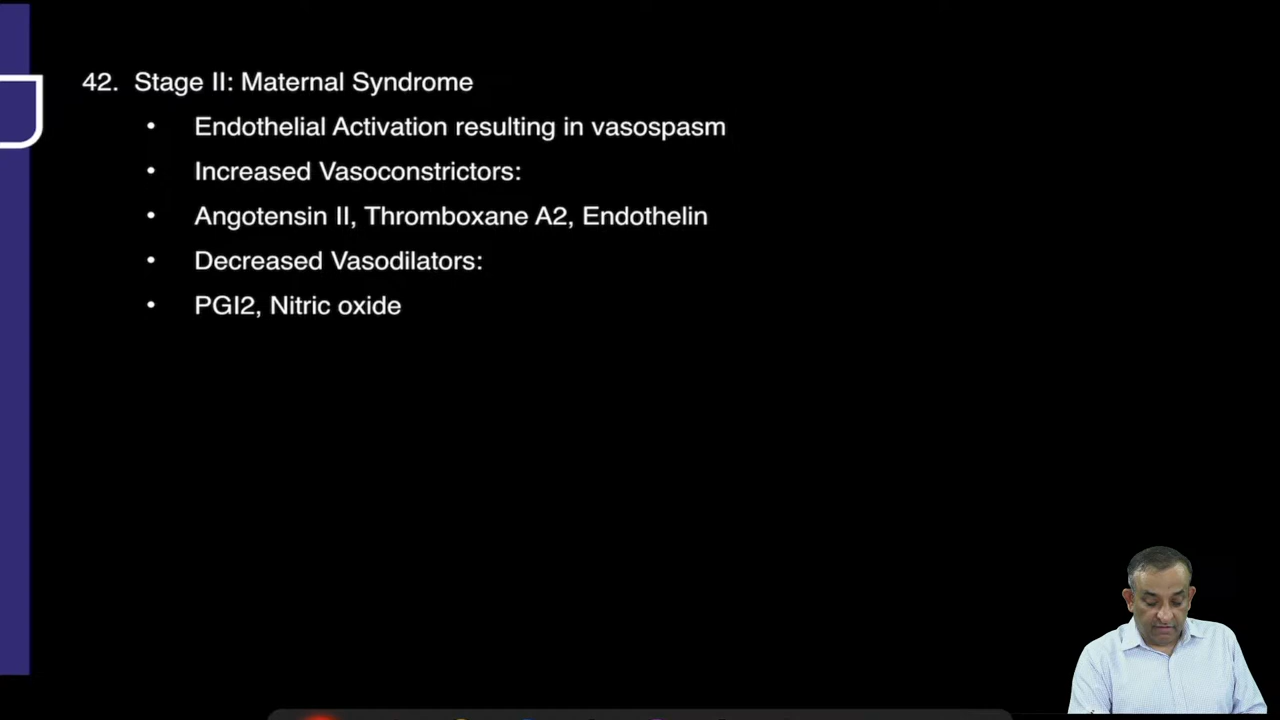 42. Stage II: Maternal Syndrome
• Endothelial Activation resulting in vasospasm
• Increased Vasoconstrictors:
• Angotensin II, Thromboxane A2, Endothelin
• Decreased Vasodilators:
• PGI2, Nitric oxide